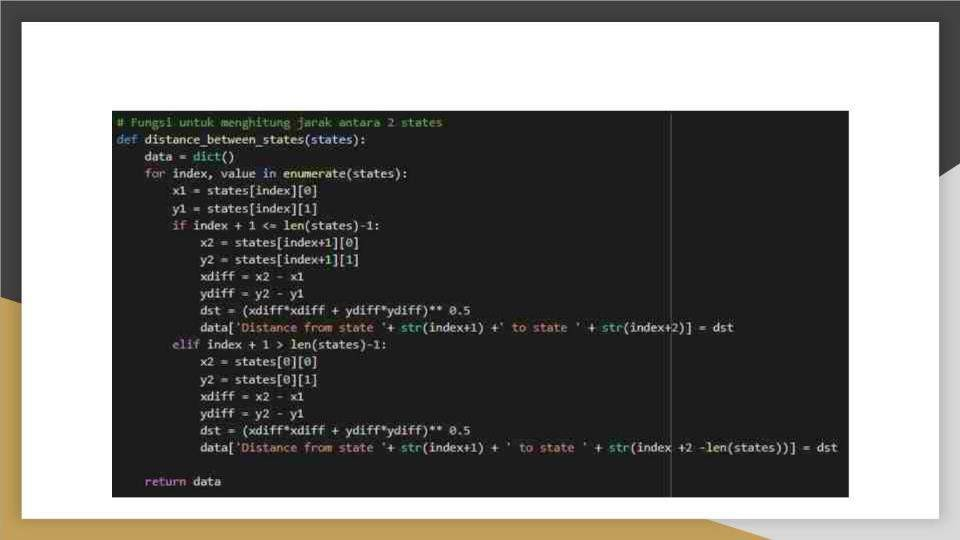 # Fungsi untuk menghitung jarak antara 2 states
def distance_between_states(states):
    data = dict()
    for index, value in enumerate(states):
        x1 = states[index][0]
        y1 = states[index][1]
        if index + 1 <= len(states)-1:
            x2 = states[index+1][0]
            y2 = states[index+1][1]
            xdiff = x2 - x1
            ydiff = y2 - y1
            dst = (xdiff*xdiff + ydiff*ydiff)** 0.5
            data['Distance from state '+ str(index+1) +' to state ' + str(index+2)] = dst
        elif index + 1 > len(states)-1:
            x2 = states[0][0]
            y2 = states[0][1]
            xdiff = x2 - x1
            ydiff = y2 - y1
            dst = (xdiff*xdiff + ydiff*ydiff)** 0.5
            data['Distance from state '+ str(index+1) + ' to state ' + str(index +2 -len(states))] = dst
    return data